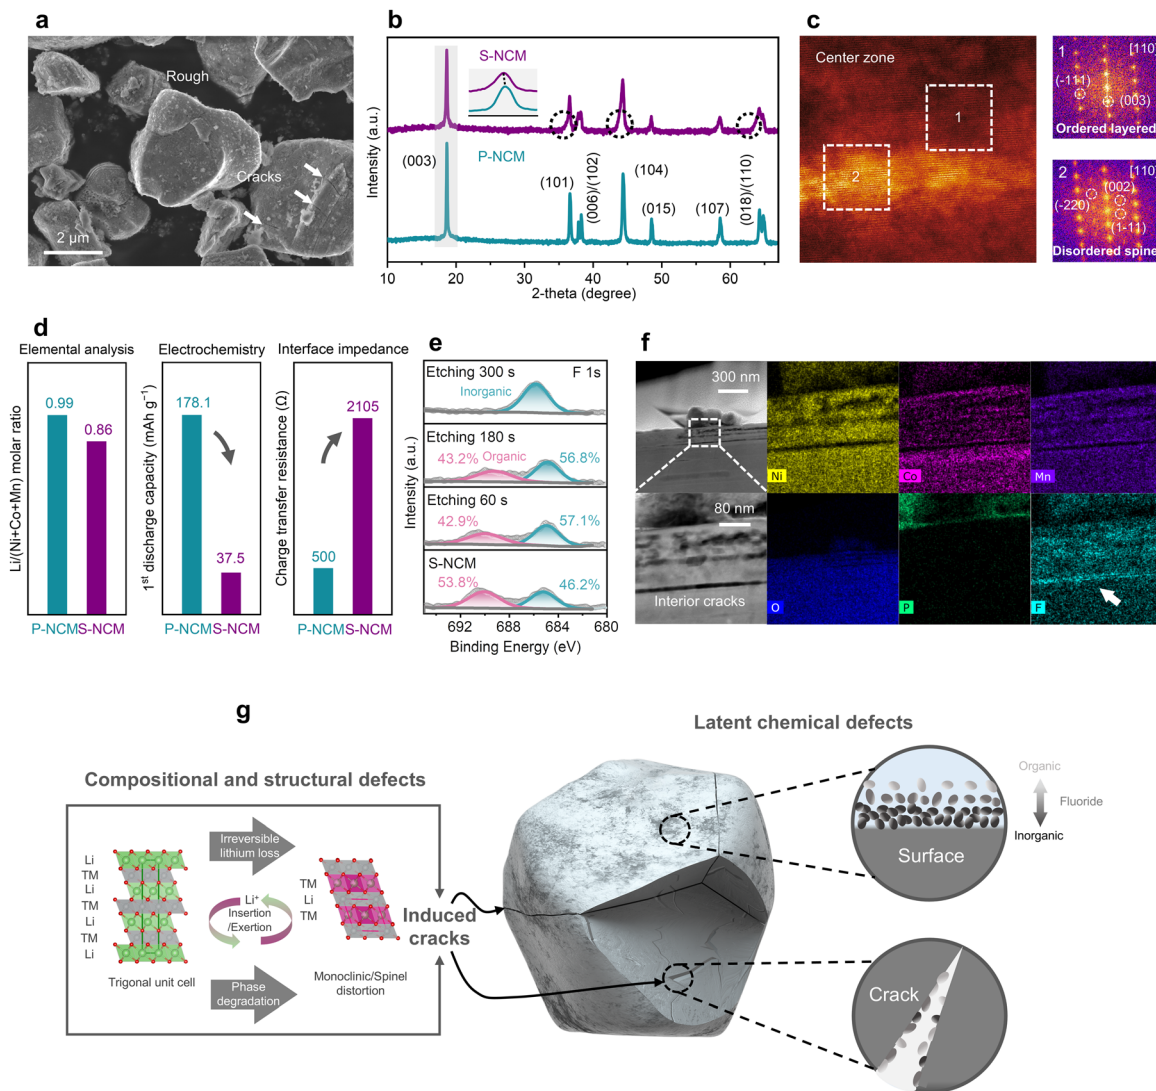 a
Rough
Cracks
2 μm
b
S-NCM
P-NCM
(003)
(101)
(006)/(102)
(104)
(015)
(107)
(018)/(110)
Intensity (a.u.)
10 20 30 40 50 60
2-theta (degree)
c
Center zone
1
2
1
[110]
(-111)
(003)
Ordered layered
2
[110]
(002)
(-220)
(1-11)
Disordered spine
d
Elemental analysis
Li/(Ni+Co+Mn) molar ratio
0.99
0.86
P-NCM S-NCM
Electrochemistry
1st discharge capacity (mAh g−1)
178.1
37.5
P-NCM S-NCM
Interface impedance
Charge transfer resistance (Ω)
500
2105
P-NCM S-NCM
e
Etching 300 s
F 1s
Inorganic
Etching 180 s
43.2%
Organic
56.8%
Etching 60 s
42.9%
57.1%
S-NCM
53.8%
46.2%
Intensity (a.u.)
692 688 684 680
Binding Energy (eV)
f
300 nm
Ni
Co
Mn
80 nm
Interior cracks
O
P
F
g
Compositional and structural defects
Li
TM
Li
TM
Li
TM
Li
Trigonal unit cell
Irreversible
lithium loss
Li+
Insertion
/Exertion
Phase
degradation
TM
Li
TM
Monoclinic/Spinel
distortion
Induced
cracks
Latent chemical defects
Organic
Fluoride
Inorganic
Surface
Crack